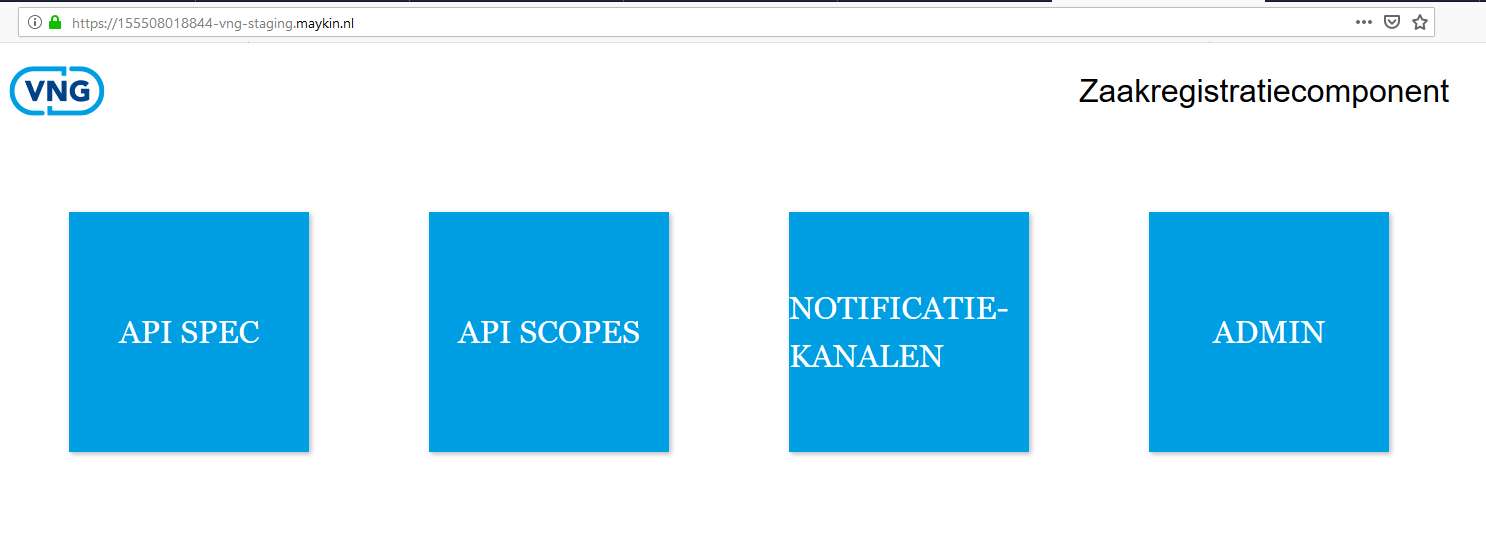 https://155508018844-vng-staging.maykin.nl
VNG
Zaakregistratiecomponent
API SPEC
API SCOPES
NOTIFICATIE-
KANALEN
ADMIN